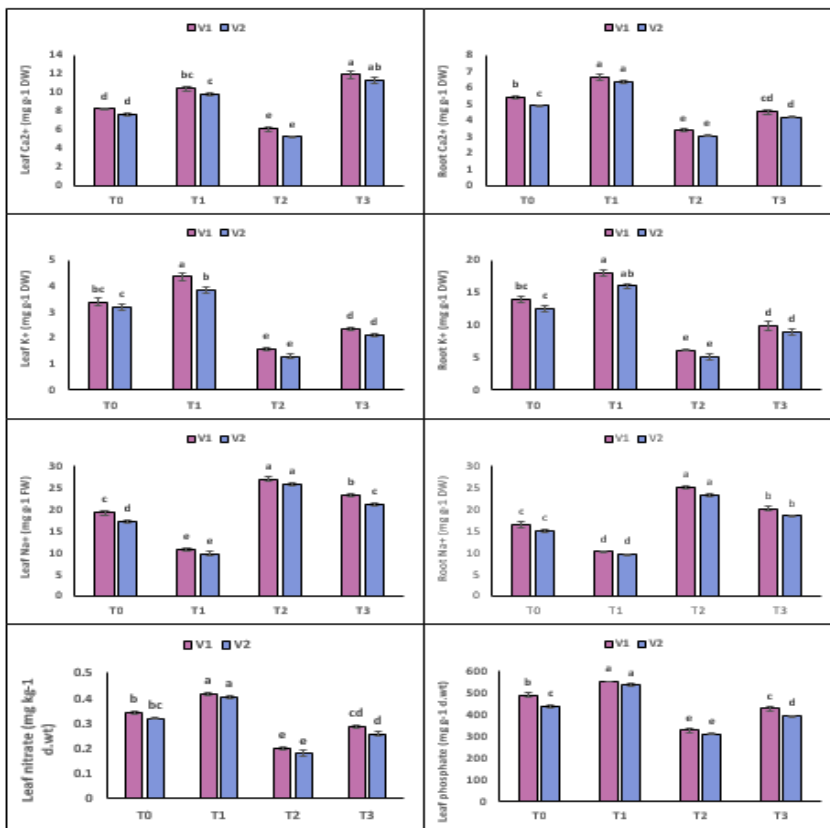 V1 V2
Leaf Ca2+ (mg g-1 DW)
14
12
10
8
6
4
2
0
d d bc c e e a ab
T0 T1 T2 T3
V1 V2
Root Ca2+ (mg g-1 DW)
8
7
6
5
4
3
2
1
0
b c a a e e cd d
T0 T1 T2 T3
V1 V2
Leaf K+ (mg g-1 DW)
5
4
3
2
1
0
bc c a b e e d d
T0 T1 T2 T3
V1 V2
Root K+ (mg g-1 DW)
20
15
10
5
0
bc c a ab e e d d
T0 T1 T2 T3
V1 V2
Leaf Na+ (mg g-1 FW)
30
25
20
15
10
5
0
c d e e a a b c
T0 T1 T2 T3
V1 V2
Root Na+ (mg g-1 DW)
30
25
20
15
10
5
0
c c d d a a b b
T0 T1 T2 T3
V1 V2
Leaf nitrate (mg kg-1
d.wt)
0.5
0.4
0.3
0.2
0.1
0
b bc a a e e cd d
T0 T1 T2 T3
V1 V2
Leaf phosphate (mg g-1 d.wt)
600
500
400
300
200
100
0
b c a a e e c d
T0 T1 T2 T3